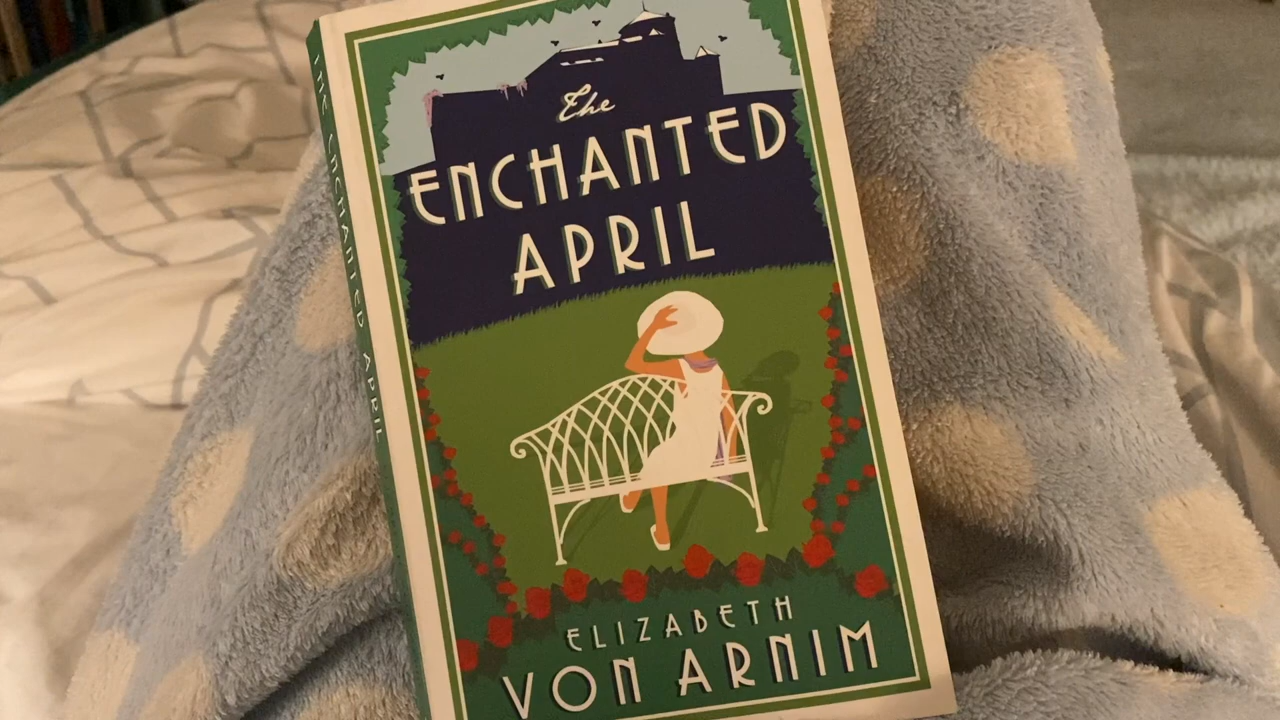 The
ENCHANTED
APRIL
ELIZABETH
VON ARNIM
THE ENCHANTED APRIL